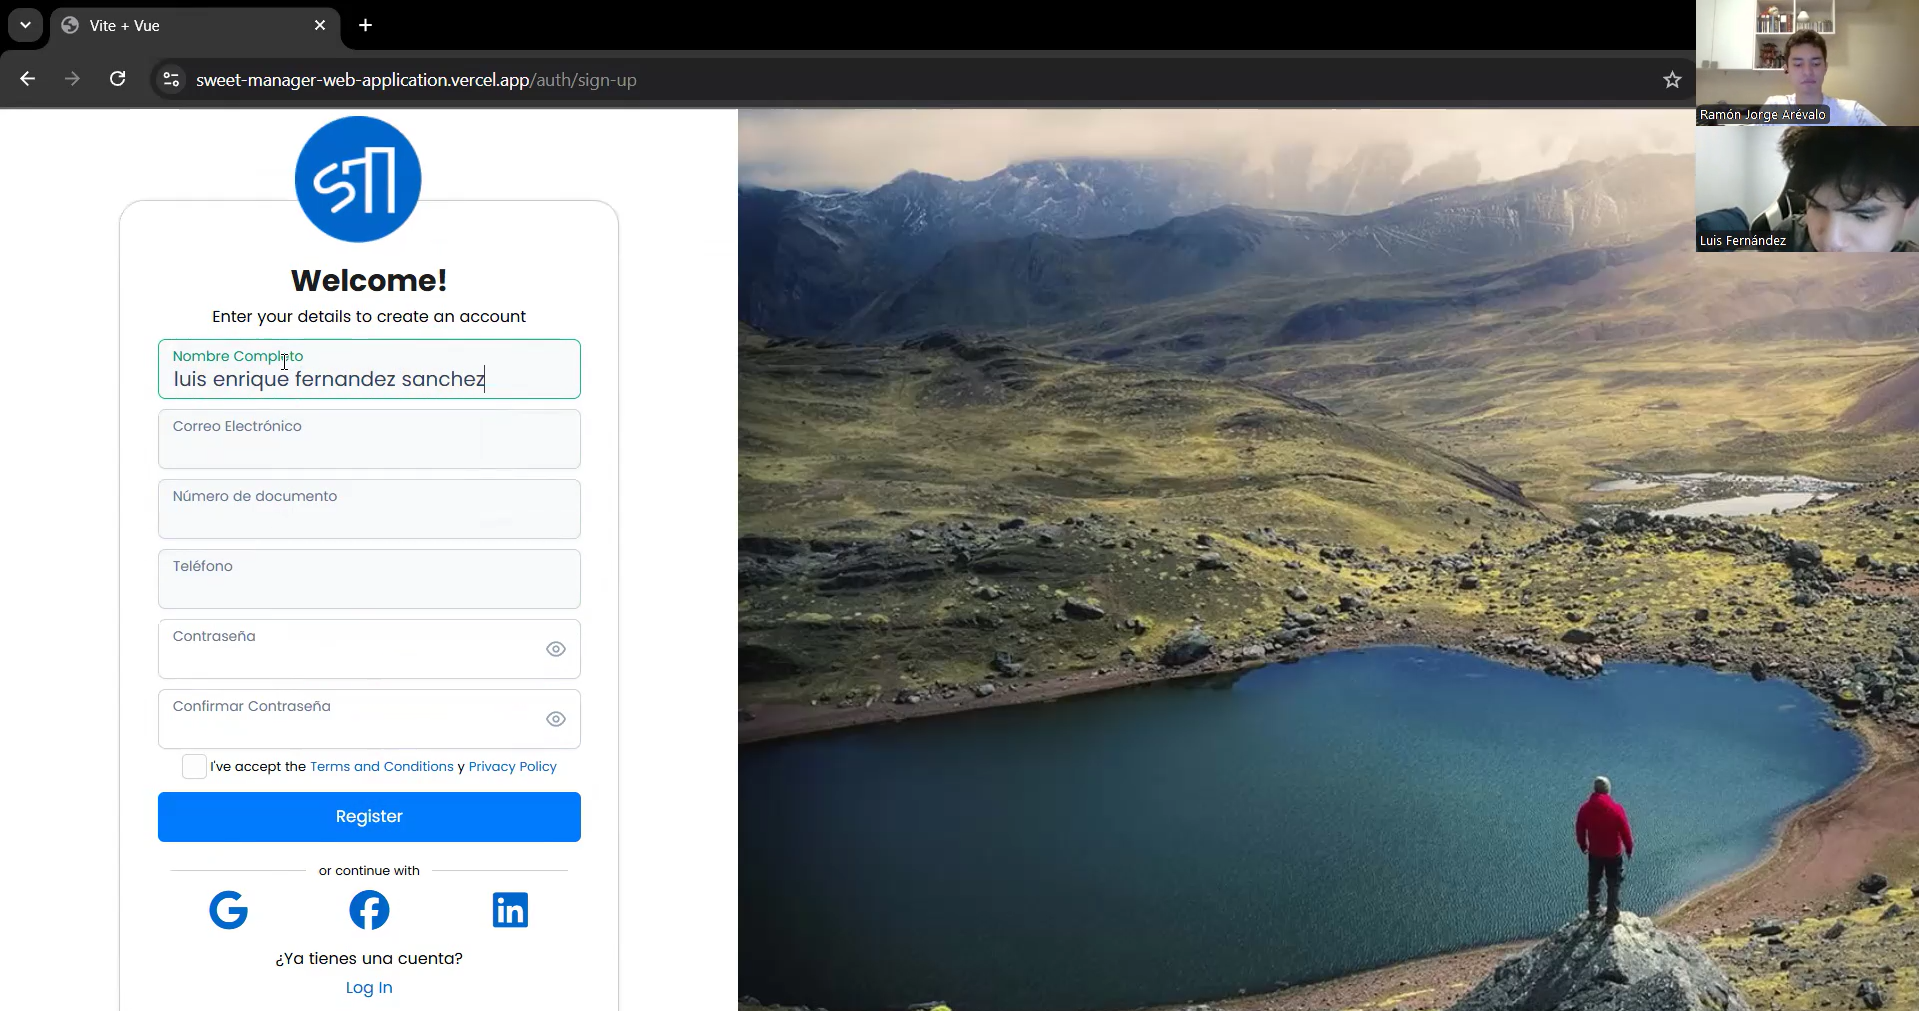 Vite + Vue
sweet-manager-web-application.vercel.app/auth/sign-up
Ramón Jorge Arévalo
Luis Fernández
Welcome!
Enter your details to create an account
Nombre Completo
luis enrique fernandez sanchez
Correo Electrónico
Número de documento
Teléfono
Contraseña
Confirmar Contraseña
I've accept the Terms and Conditions y Privacy Policy
Register
or continue with
¿Ya tienes una cuenta?
Log In